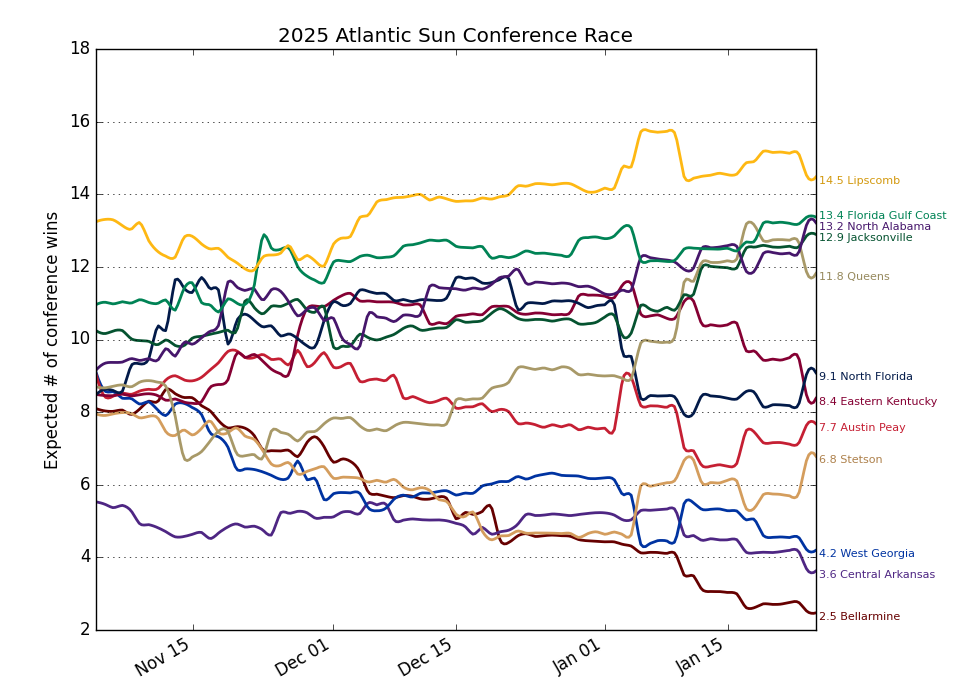 2025 Atlantic Sun Conference Race
Expected # of conference wins
18
16
14
12
10
8
6
4
2
Nov 15
Dec 01
Dec 15
Jan 01
Jan 15
14.5 Lipscomb
13.4 Florida Gulf Coast
13.2 North Alabama
12.9 Jacksonville
11.8 Queens
9.1 North Florida
8.4 Eastern Kentucky
7.7 Austin Peay
6.8 Stetson
4.2 West Georgia
3.6 Central Arkansas
2.5 Bellarmine